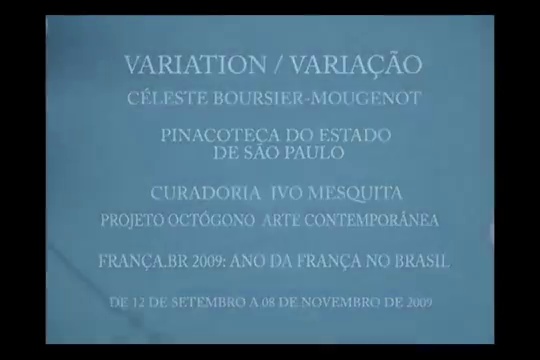 VARIATION / VARIAÇÃO
CÉLESTE BOURSIER-MOUGENOT
PINACOTECA DO ESTADO
DE SÃO PAULO
CURADORIA IVO MESQUITA
PROJETO OCTÓGONO ARTE CONTEMPORÂNEA
FRANÇA.BR 2009: ANO DA FRANÇA NO BRASIL
DE 12 DE SETEMBRO A 08 DE NOVEMBRO DE 2009